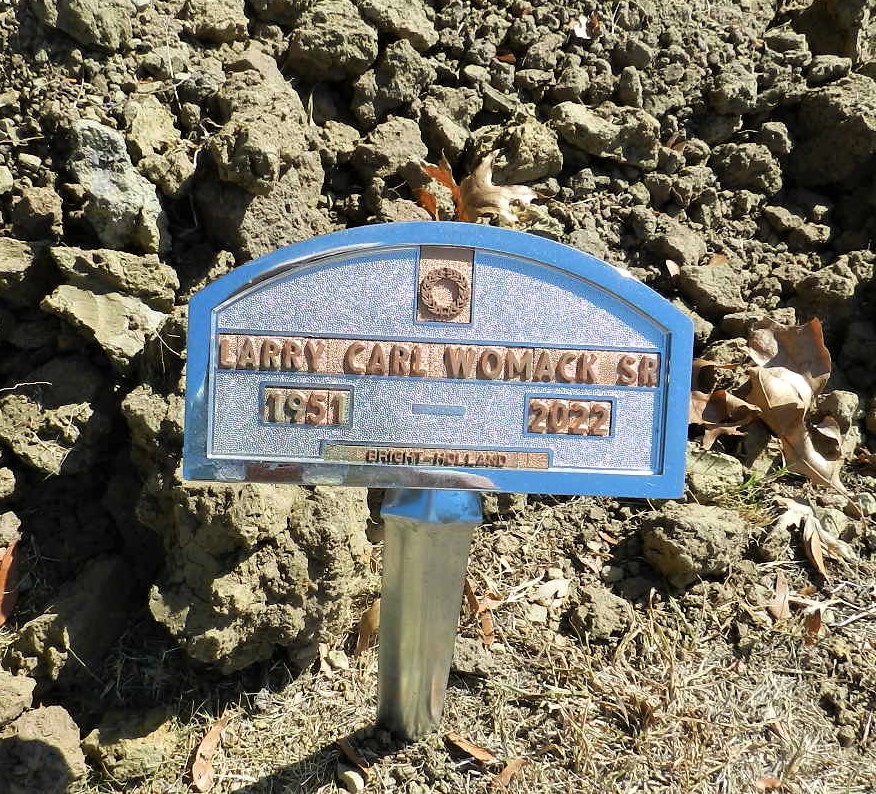 LARRY CARL WOMACK SR
1951 — 2022
BRIGHT-HOLLAND